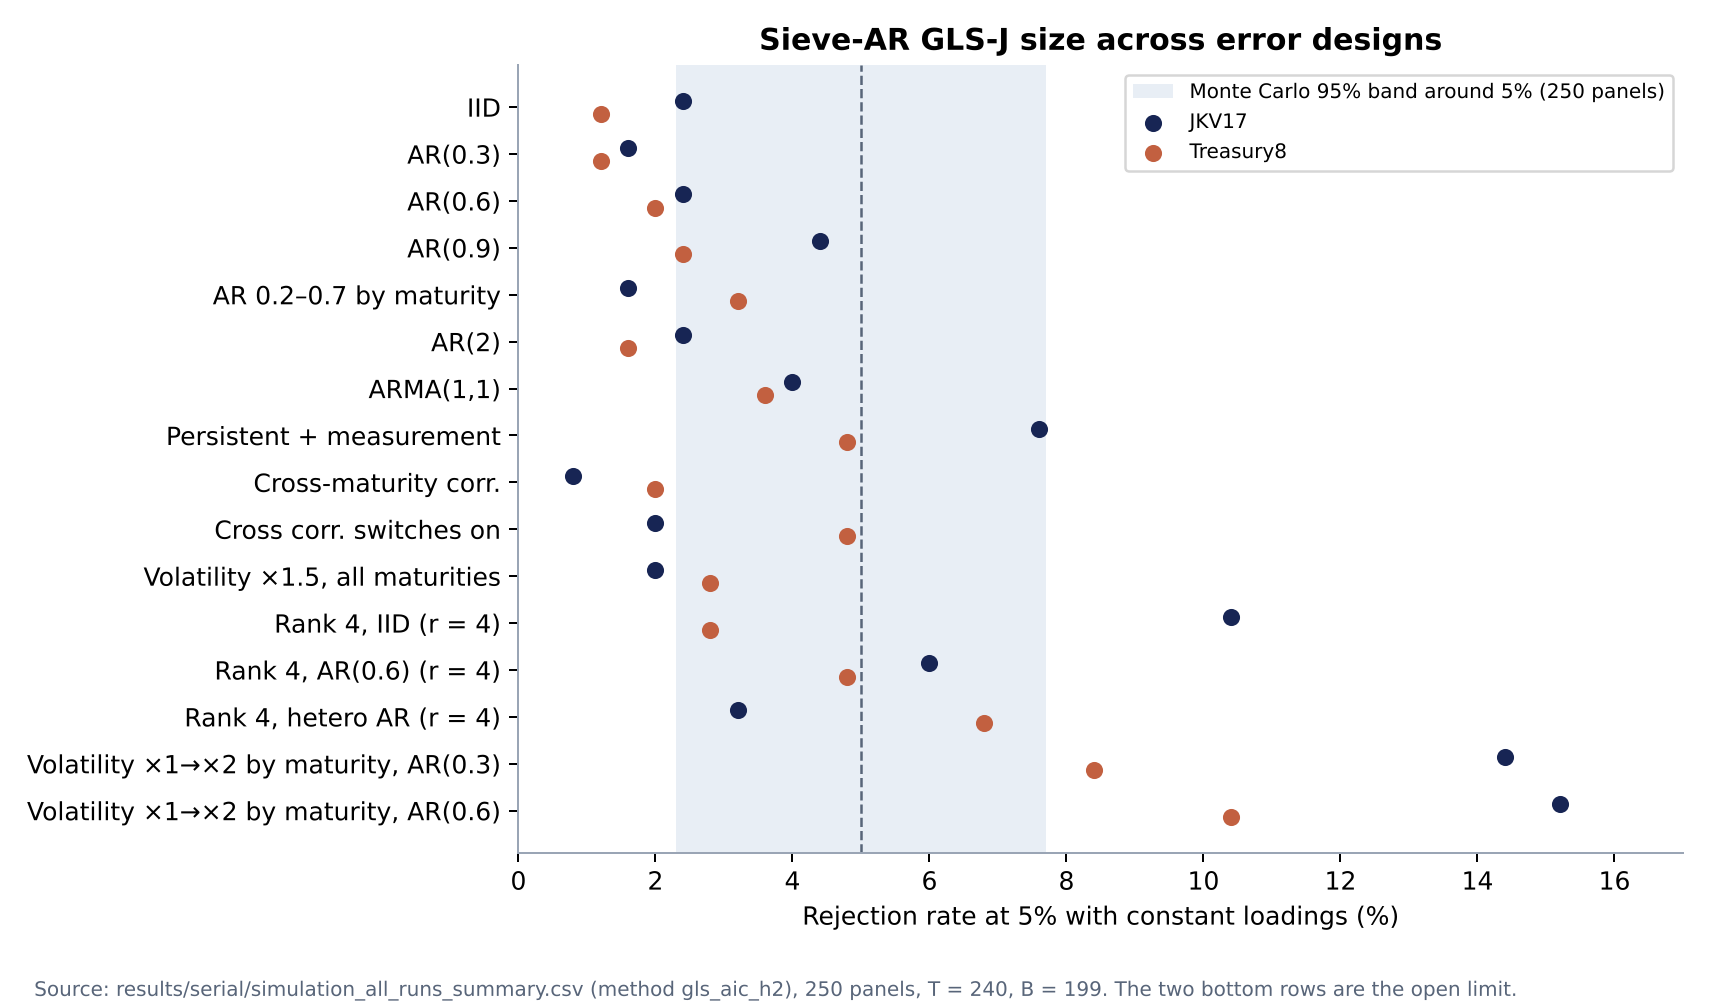 Sieve-AR GLS-J size across error designs
Monte Carlo 95% band around 5% (250 panels)
JKV17
Treasury8
IID
AR(0.3)
AR(0.6)
AR(0.9)
AR 0.2–0.7 by maturity
AR(2)
ARMA(1,1)
Persistent + measurement
Cross-maturity corr.
Cross corr. switches on
Volatility ×1.5, all maturities
Rank 4, IID (r = 4)
Rank 4, AR(0.6) (r = 4)
Rank 4, hetero AR (r = 4)
Volatility ×1→×2 by maturity, AR(0.3)
Volatility ×1→×2 by maturity, AR(0.6)
0 2 4 6 8 10 12 14 16
Rejection rate at 5% with constant loadings (%)
Source: results/serial/simulation_all_runs_summary.csv (method gls_aic_h2), 250 panels, T = 240, B = 199. The two bottom rows are the open limit.